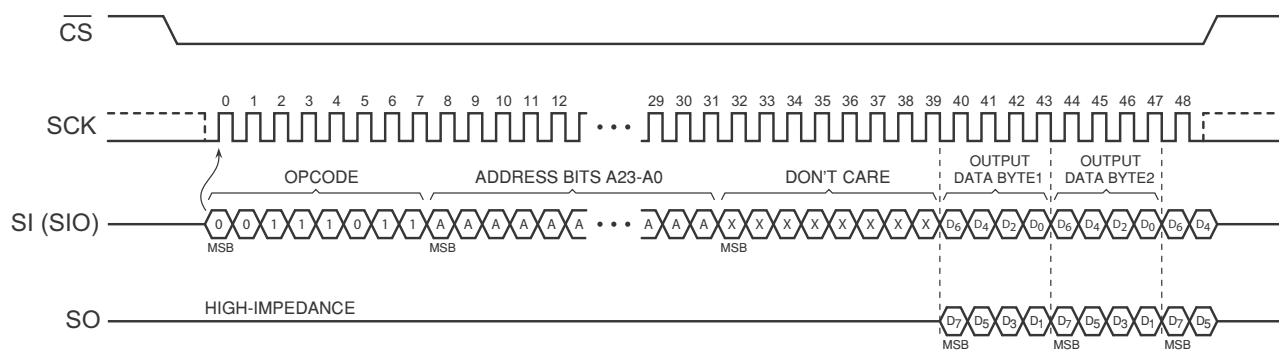 CS
0 1 2 3 4 5 6 7 8 9 10 11 12 29 30 31 32 33 34 35 36 37 38 39 40 41 42 43 44 45 46 47 48
SCK
OPCODE ADDRESS BITS A23-A0 DON'T CARE OUTPUT DATA BYTE1 OUTPUT DATA BYTE2
SI (SIO) 0 0 1 1 1 0 1 1 A A A A A A • • • A A A X X X X X X X X D6 D4 D2 D0 D6 D4 D2 D0 D6 D4
MSB MSB MSB
HIGH-IMPEDANCE
SO D7 D5 D3 D1 D7 D5 D3 D1 D7 D5
MSB MSB MSB